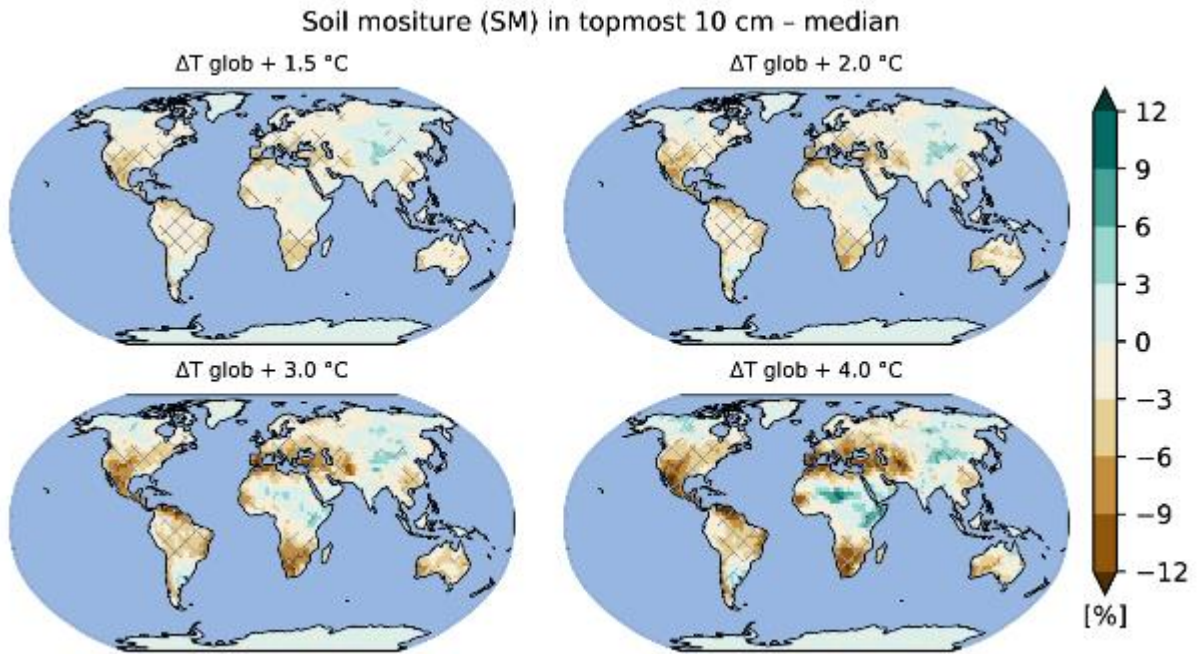 Soil mositure (SM) in topmost 10 cm – median
ΔT glob + 1.5 °C
ΔT glob + 2.0 °C
ΔT glob + 3.0 °C
ΔT glob + 4.0 °C
12
9
6
3
0
−3
−6
−9
−12
[%]